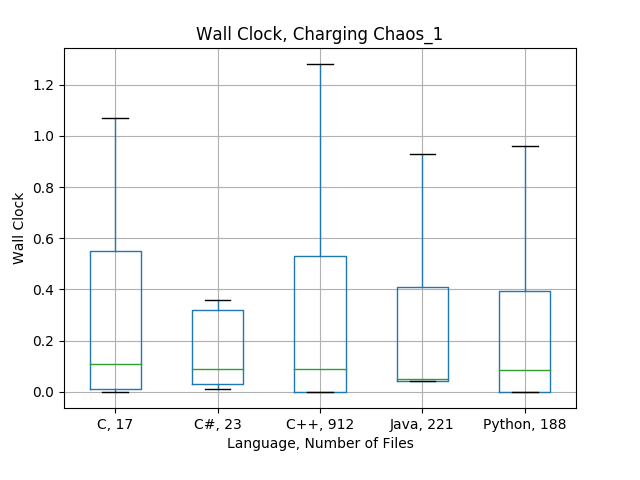 Wall Clock, Charging Chaos_1
Wall Clock
1.2
1.0
0.8
0.6
0.4
0.2
0.0
C, 17
C#, 23
C++, 912
Java, 221
Python, 188
Language, Number of Files